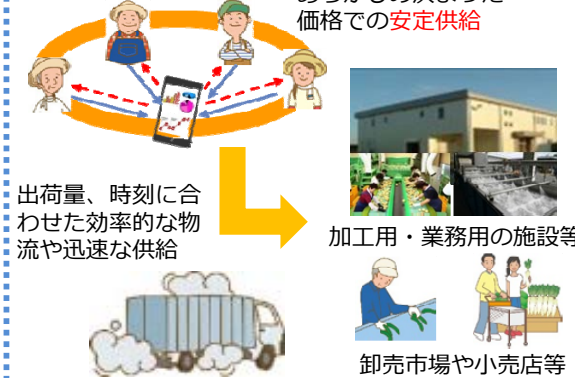 価格での安定供給
出荷量、時刻に合
わせた効率的な物
流や迅速な供給
加工用・業務用の施設等
卸売市場や小売店等